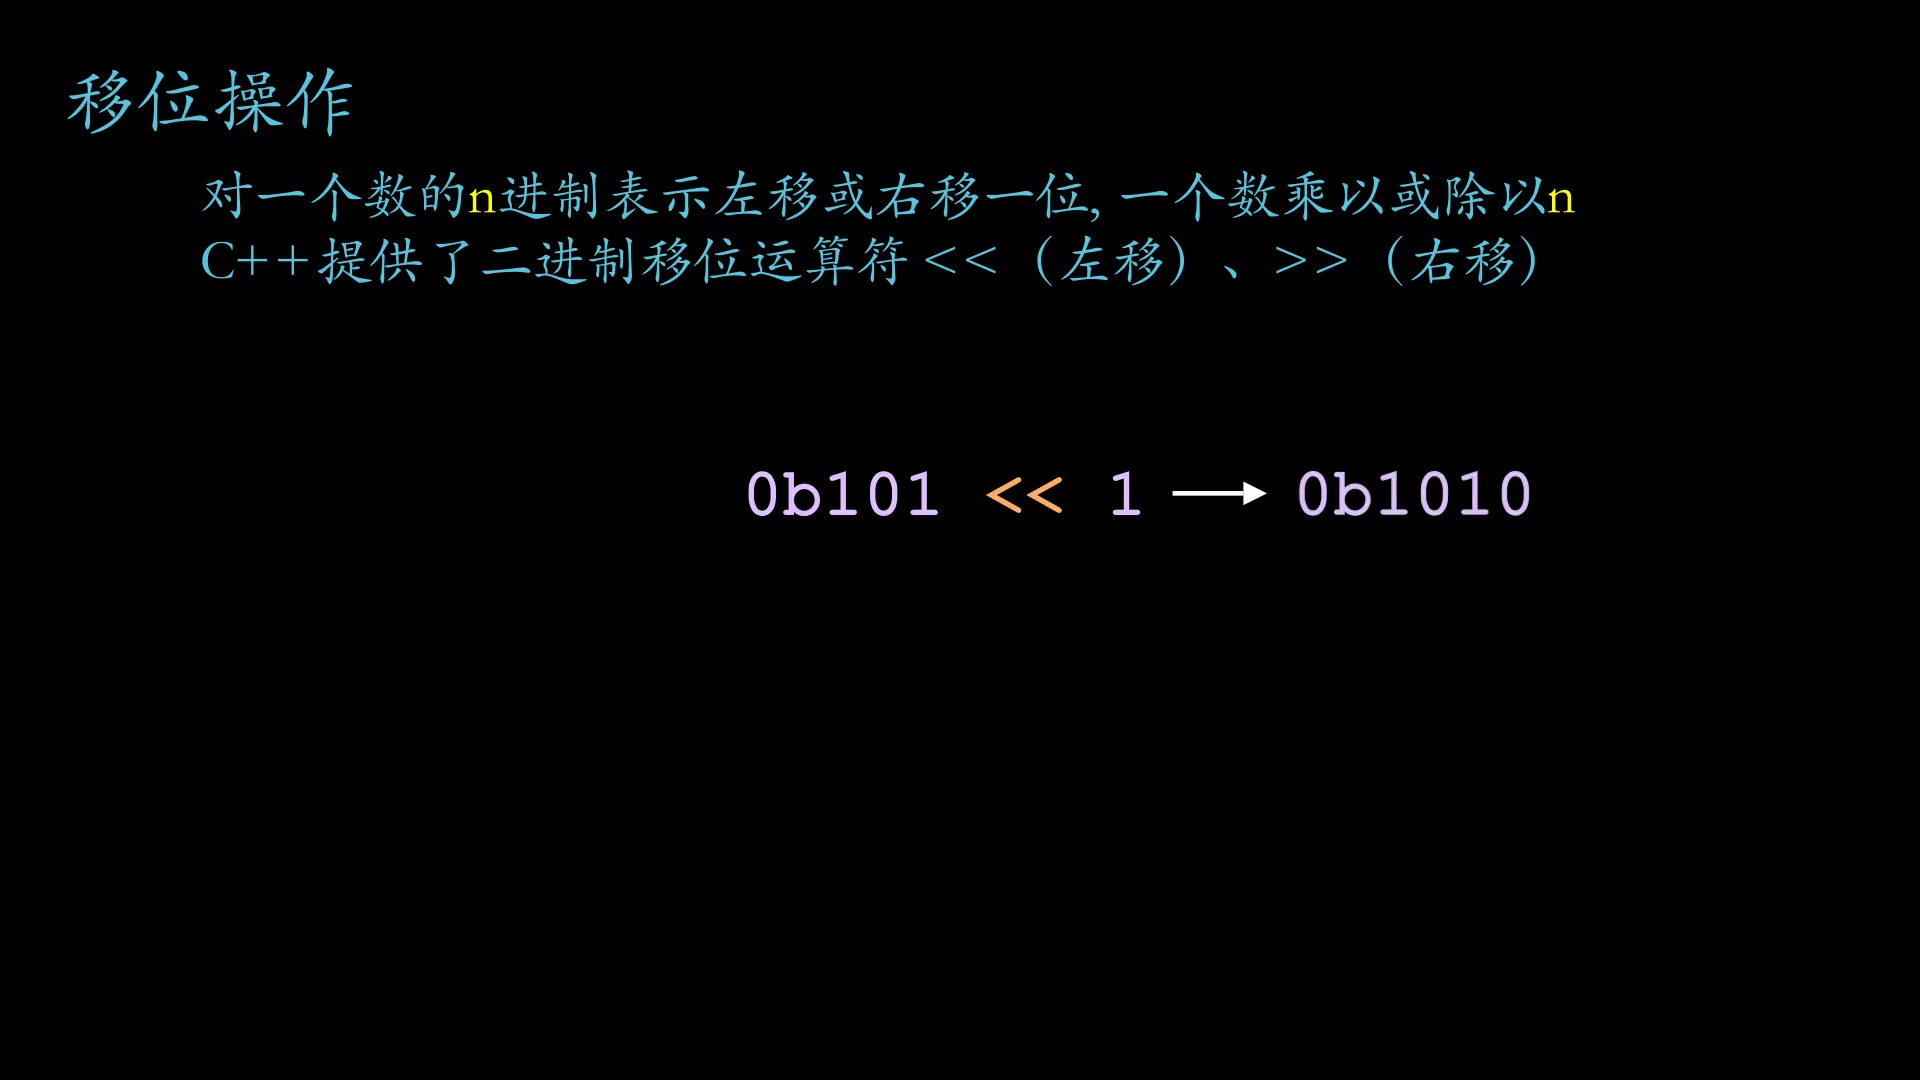 移位操作
对一个数的n进制表示左移或右移一位, 一个数乘以或除以n
C++提供了二进制移位运算符 <<（左移）、>>（右移）
0b101 << 1 → 0b1010